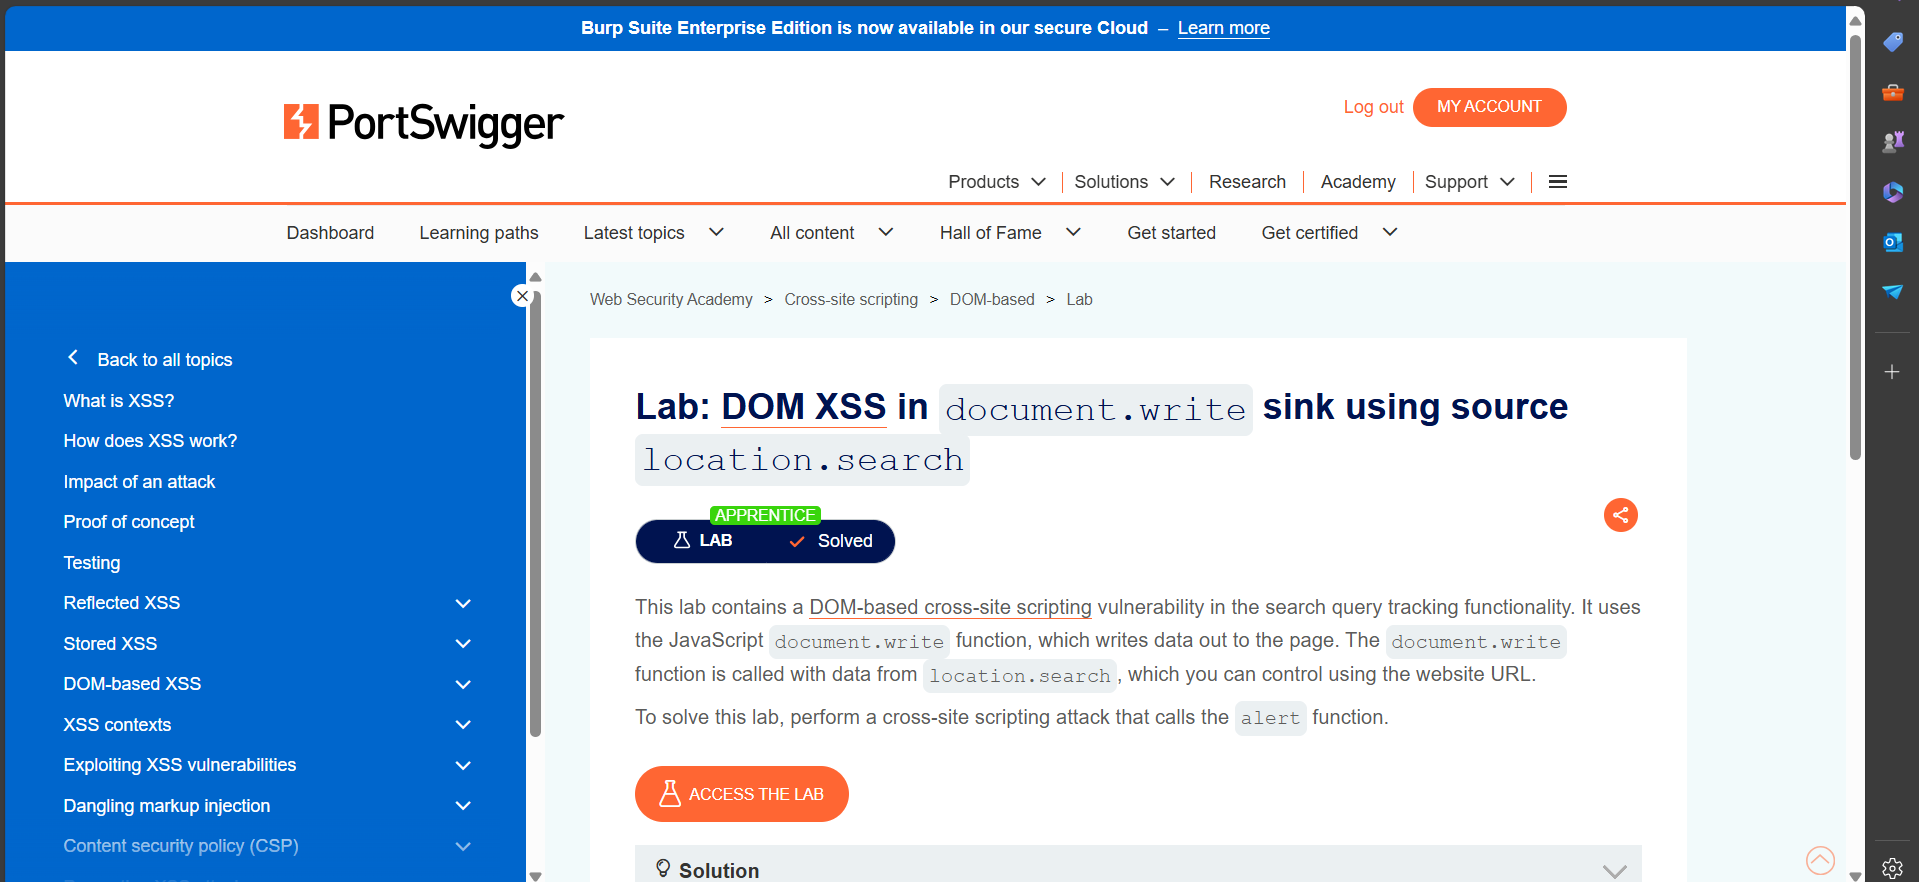 Burp Suite Enterprise Edition is now available in our secure Cloud – Learn more
PortSwigger
Log out MY ACCOUNT
Products Solutions Research Academy Support
Dashboard Learning paths Latest topics All content Hall of Fame Get started Get certified
Back to all topics
What is XSS?
How does XSS work?
Impact of an attack
Proof of concept
Testing
Reflected XSS
Stored XSS
DOM-based XSS
XSS contexts
Exploiting XSS vulnerabilities
Dangling markup injection
Content security policy (CSP)
Web Security Academy > Cross-site scripting > DOM-based > Lab
Lab: DOM XSS in document.write sink using source
location.search
APPRENTICE
LAB Solved
This lab contains a DOM-based cross-site scripting vulnerability in the search query tracking functionality. It uses
the JavaScript document.write function, which writes data out to the page. The document.write
function is called with data from location.search, which you can control using the website URL.
To solve this lab, perform a cross-site scripting attack that calls the alert function.
ACCESS THE LAB
Solution